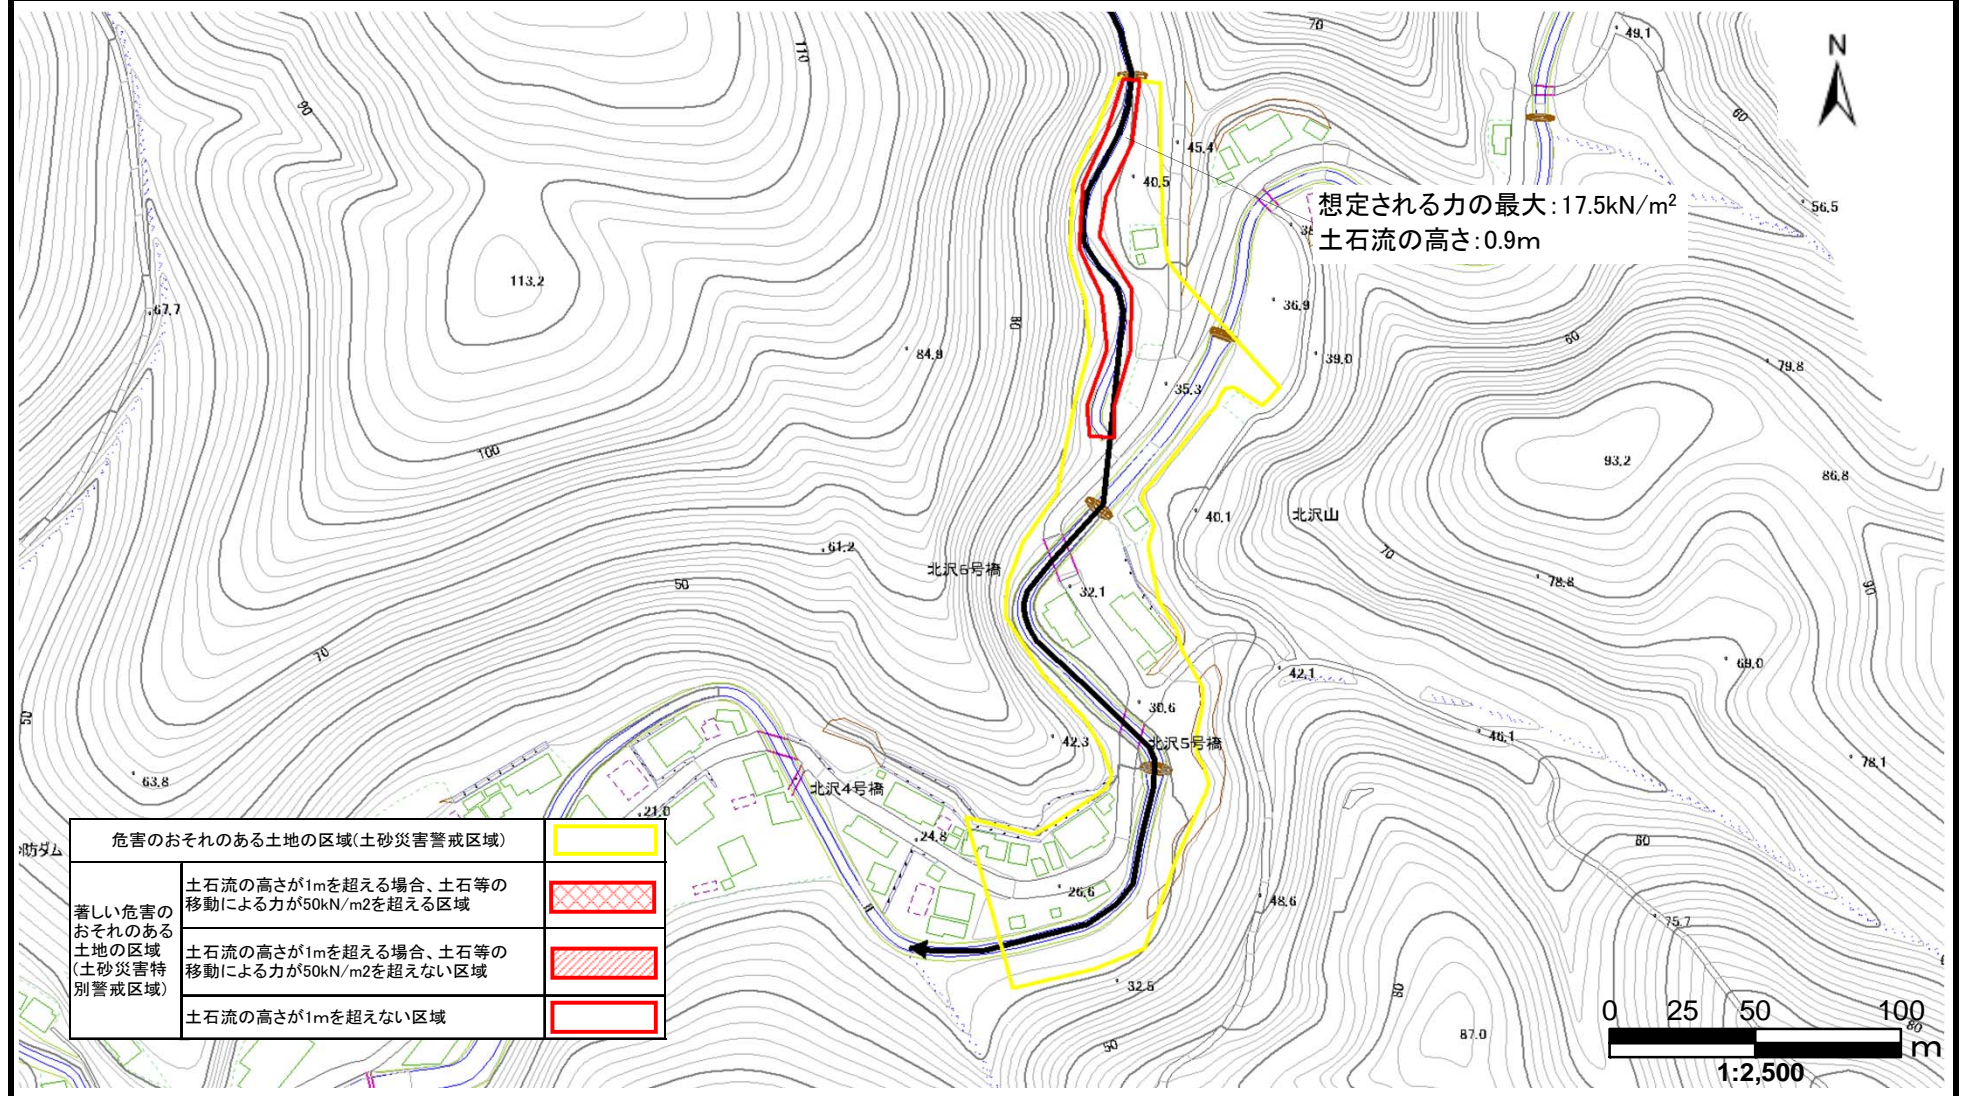 110
70
49.1
N
90
60
45.4
40.5
想定される力の最大:17.5kN/m²
土石流の高さ:0.9m
56.5
38
113.2
67.7
36.9
80
60
84.9
39.0
79.8
35.3
100
93.2
86.8
40.1
北沢山
61.2
70
北沢6号橋
50
78.8
90
32.1
70
69.0
42.1
50
30.6
42.3
北沢5号橋
46.1
78.1
63.8
北沢4号橋
21.0
24.8
60
防ダム
26.6
48.6
75.7
32.5
80
87.0
50
危害のおそれのある土地の区域(土砂災害警戒区域)
著しい危害の
おそれのある
土地の区域
(土砂災害特
別警戒区域)
土石流の高さが1mを超える場合、土石等の
移動による力が50kN/m2を超える区域
土石流の高さが1mを超える場合、土石等の
移動による力が50kN/m2を超えない区域
土石流の高さが1mを超えない区域
0 25 50 100
80
m
1:2,500